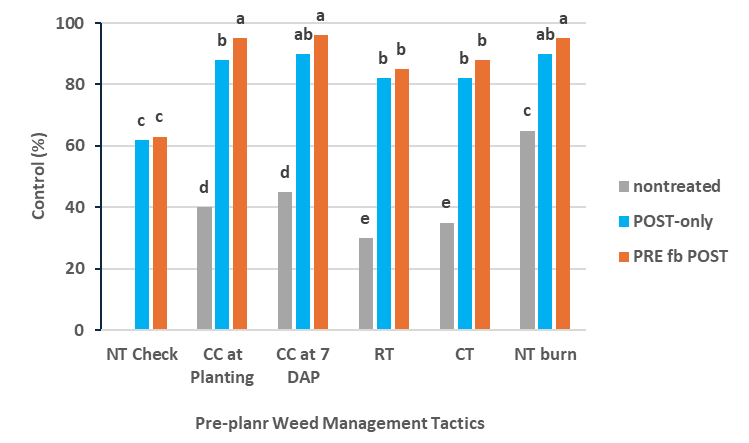 100
80
60
40
20
0
Control (%)
c c
d b a
d ab a
e b b
e b b
c ab a
NT Check
CC at
Planting
CC at 7
DAP
RT
CT
NT burn
Pre-planr Weed Management Tactics
nontreated
POST-only
PRE fb POST